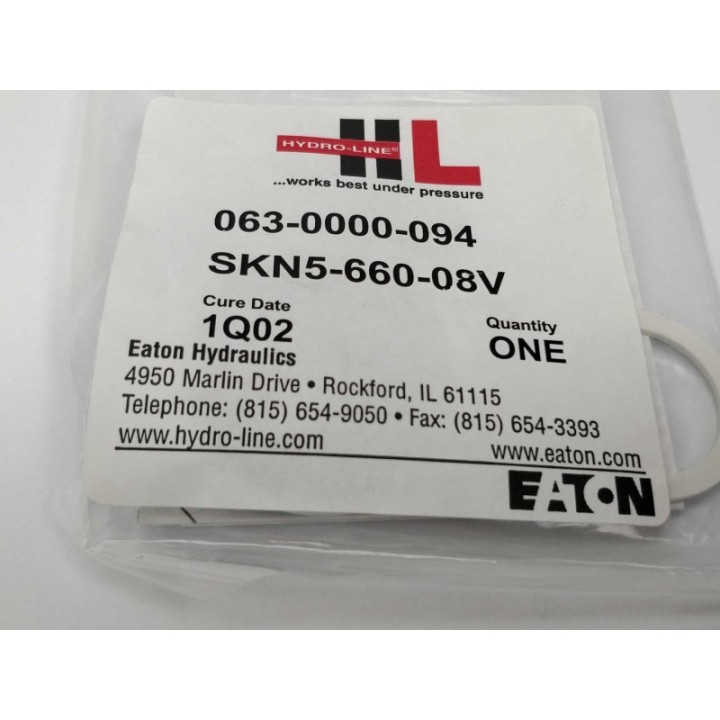 HL
HYDRO-LINE®
...works best under pressure
063-0000-094
SKN5-660-08V
Cure Date
1Q02
Quantity
ONE
Eaton Hydraulics
4950 Marlin Drive • Rockford, IL 61115
Telephone: (815) 654-9050 • Fax: (815) 654-3393
www.hydro-line.com
www.eaton.com
EATON